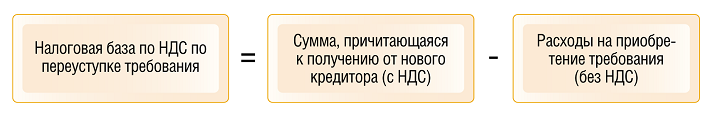 Налоговая база по НДС по
переуступке требования
=
Сумма, причитающаяся
к получению от нового
кредитора (с НДС)
-
Расходы на приобре-
тение требования
(без НДС)